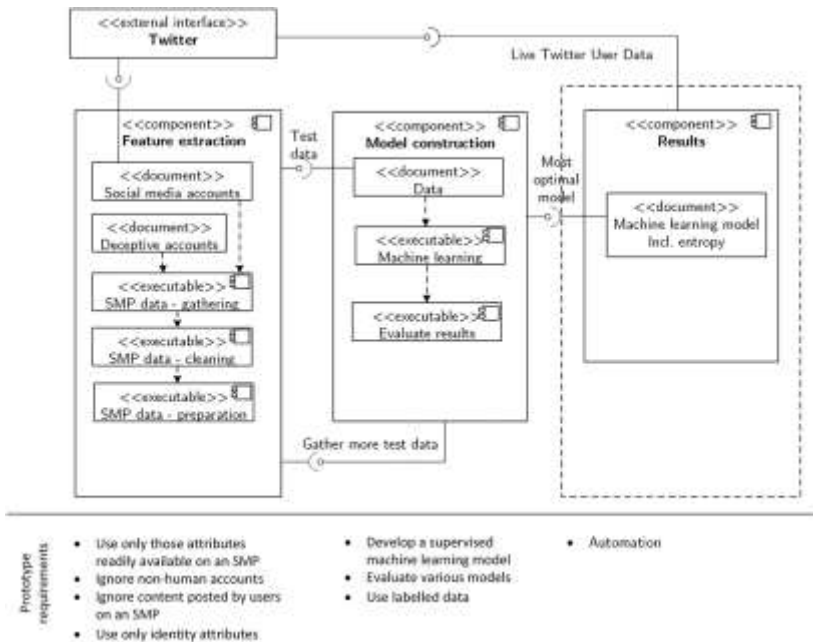 <<external interface>>
Twitter
Live Twitter User Data
<<component>>
Feature extraction
<<document>>
Social media accounts
<<document>>
Deceptive accounts
<<executable>>
SMP data - gathering
<<executable>>
SMP data - cleaning
<<executable>>
SMP data - preparation
Test
data
<<component>>
Model construction
<<document>>
Data
<<executable>>
Machine learning
<<executable>>
Evaluate results
Gather more test data
Most
optimal
model
<<component>>
Results
<<document>>
Machine learning model
Incl. entropy
Prototype
requirements
• Use only those attributes
readily available on an SMP
• Ignore non-human accounts
• Ignore content posted by users
on an SMP
• Use only identity attributes
• Develop a supervised
machine learning model
• Evaluate various models
• Use labelled data
• Automation